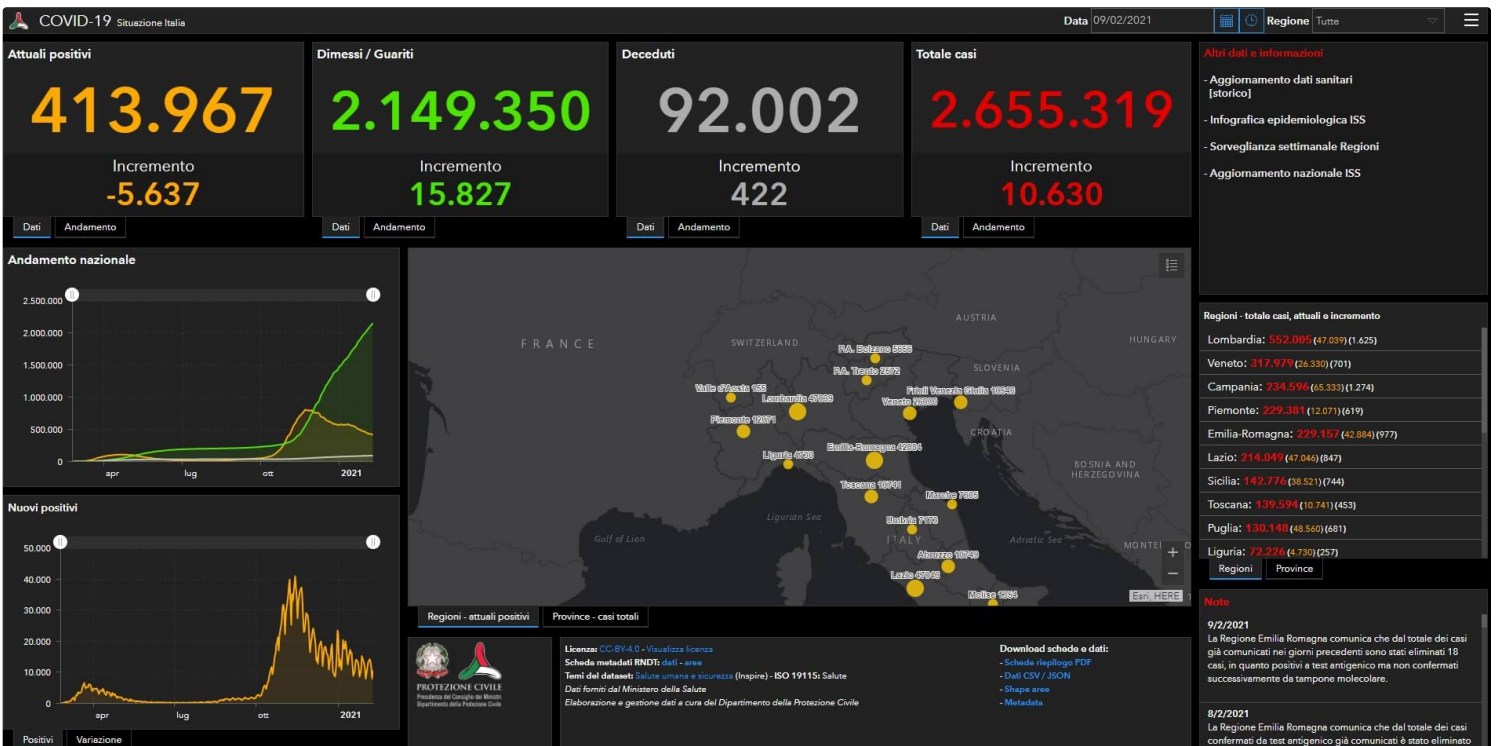 COVID-19 Situazione Italia
Data 09/02/2021
Regione Tutte
Attuali positivi
413.967
Incremento
-5.637
Dati Andamento
Dimessi / Guariti
2.149.350
Incremento
15.827
Dati Andamento
Deceduti
92.002
Incremento
422
Dati Andamento
Totale casi
2.655.319
Incremento
10.630
Dati Andamento
Altri dati e informazioni
- Aggiornamento dati sanitari
[storico]
- Infografica epidemiologica ISS
- Sorveglianza settimanale Regioni
- Aggiornamento nazionale ISS
Andamento nazionale
2.500.000
2.000.000
1.500.000
1.000.000
500.000
0
apr lug ott 2021
Nuovi positivi
50.000
40.000
30.000
20.000
10.000
0
apr lug ott 2021
Positivi Variazione
FRANCE
SWITZERLAND
AUSTRIA
HUNGARY
SLOVENIA
CROATIA
BOSNIA AND
HERZEGOVINA
ITALY
Ligurian Sea
Gulf of Lion
Adriatic Sea
P.A. Bolzano 5656
P.A. Trento 2572
Valle d'Aosta 155
Lombardia 47039
Friuli Venezia Giulia
Veneto
Piemonte 12071
Emilia-Romagna 42884
Liguria 4730
Toscana 10741
Marche
Umbria 7173
Abruzzo 10749
Lazio 47046
Molise
Esri, HERE
Regioni - attuali positivi Province - casi totali
Regioni - totale casi, attuali e incremento
Lombardia: 552.005 (47.039) (1.625)
Veneto: 317.979 (26.330) (701)
Campania: 234.596 (65.333) (1.274)
Piemonte: 229.381 (12.071) (619)
Emilia-Romagna: 229.157 (42.884) (977)
Lazio: 214.049 (47.046) (847)
Sicilia: 142.776 (38.521) (744)
Toscana: 139.594 (10.741) (453)
Puglia: 130.148 (48.560) (681)
Liguria: 72.226 (4.730) (257)
Regioni Province
PROTEZIONE CIVILE
Presidenza del Consiglio dei Ministri
Dipartimento della Protezione Civile
Licenza: CC-BY-4.0 - Visualizza licenza
Scheda metadati RNDT: dati - aree
Temi del dataset: Salute umana e sicurezza (Inspire) - ISO 19115: Salute
Dati forniti dal Ministero della Salute
Elaborazione e gestione dati a cura del Dipartimento della Protezione Civile
Download schede e dati:
- Schede riepilogo PDF
- Dati CSV / JSON
- Shape aree
- Metadata
Note
9/2/2021
La Regione Emilia Romagna comunica che dal totale dei casi
già comunicati nei giorni precedenti sono stati eliminati 18
casi, in quanto positivi a test antigenico ma non confermati
successivamente da tampone molecolare.
8/2/2021
La Regione Emilia Romagna comunica che dal totale dei casi
confermati da test antigenico già comunicati è stato eliminato